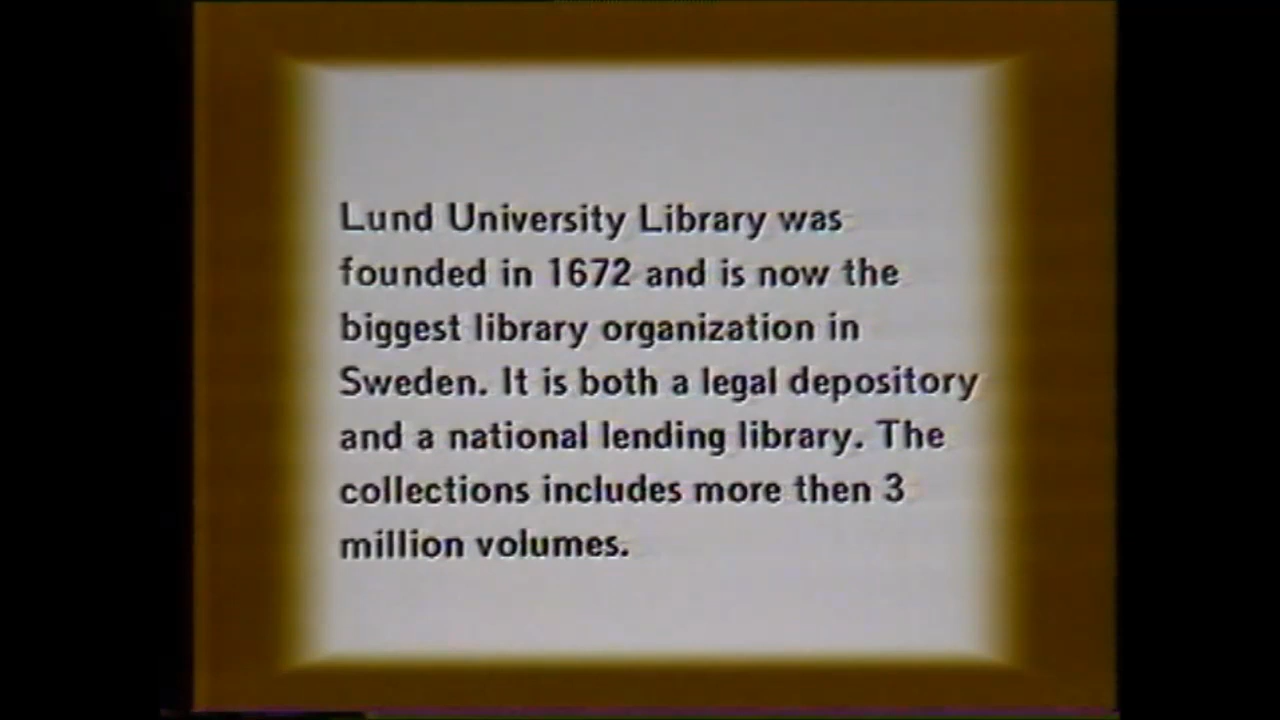 Lund University Library was
founded in 1672 and is now the
biggest library organization in
Sweden. It is both a legal depository
and a national lending library. The
collections includes more then 3
million volumes.